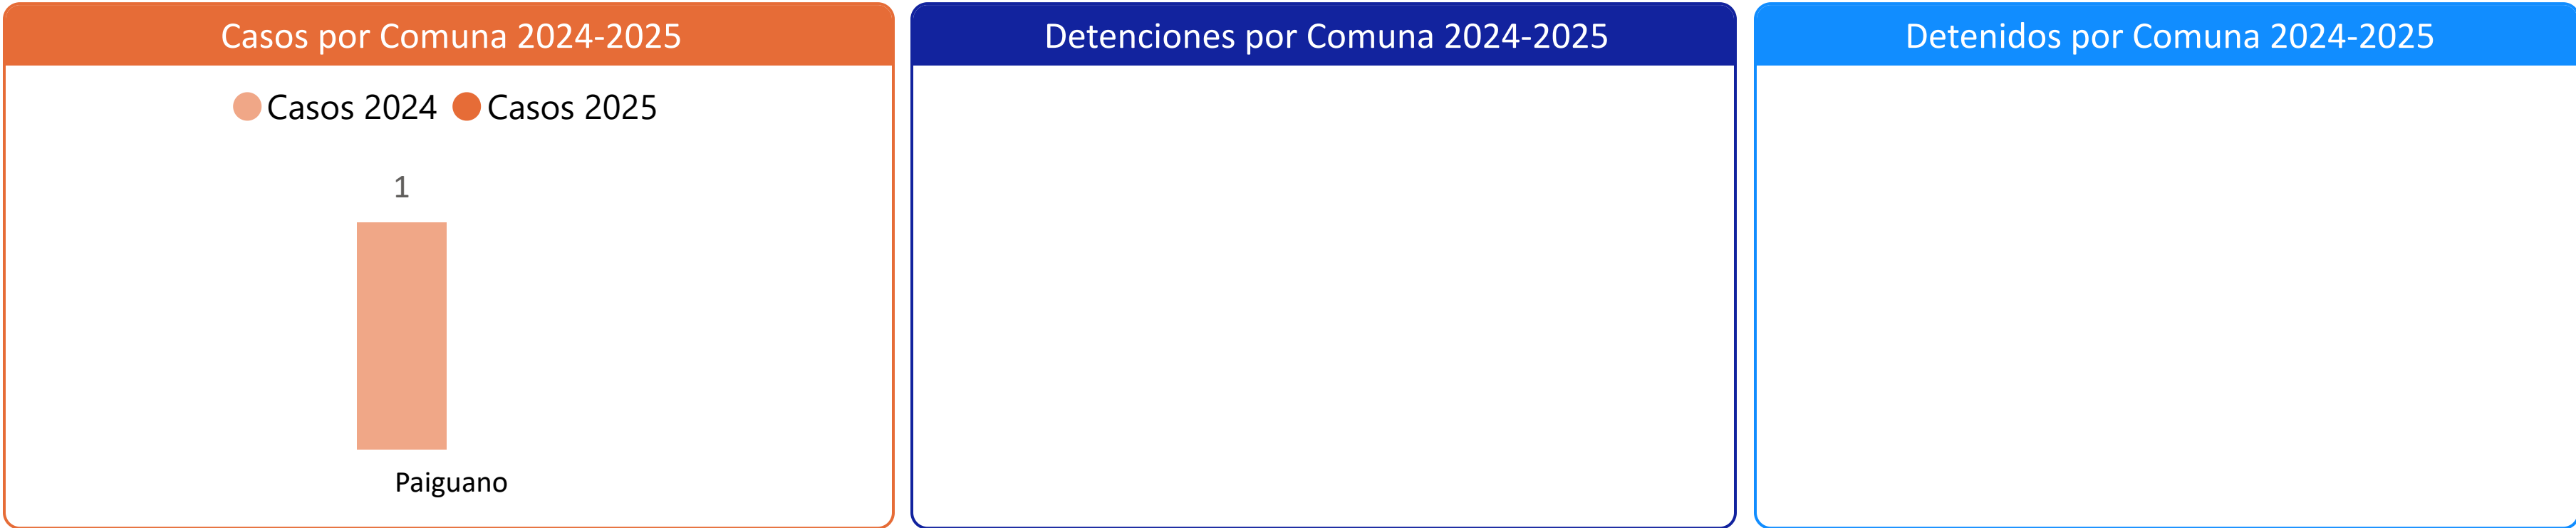 Casos por Comuna 2024-2025
Casos 2024 Casos 2025
1
Paiguano
Detenciones por Comuna 2024-2025
Detenidos por Comuna 2024-2025